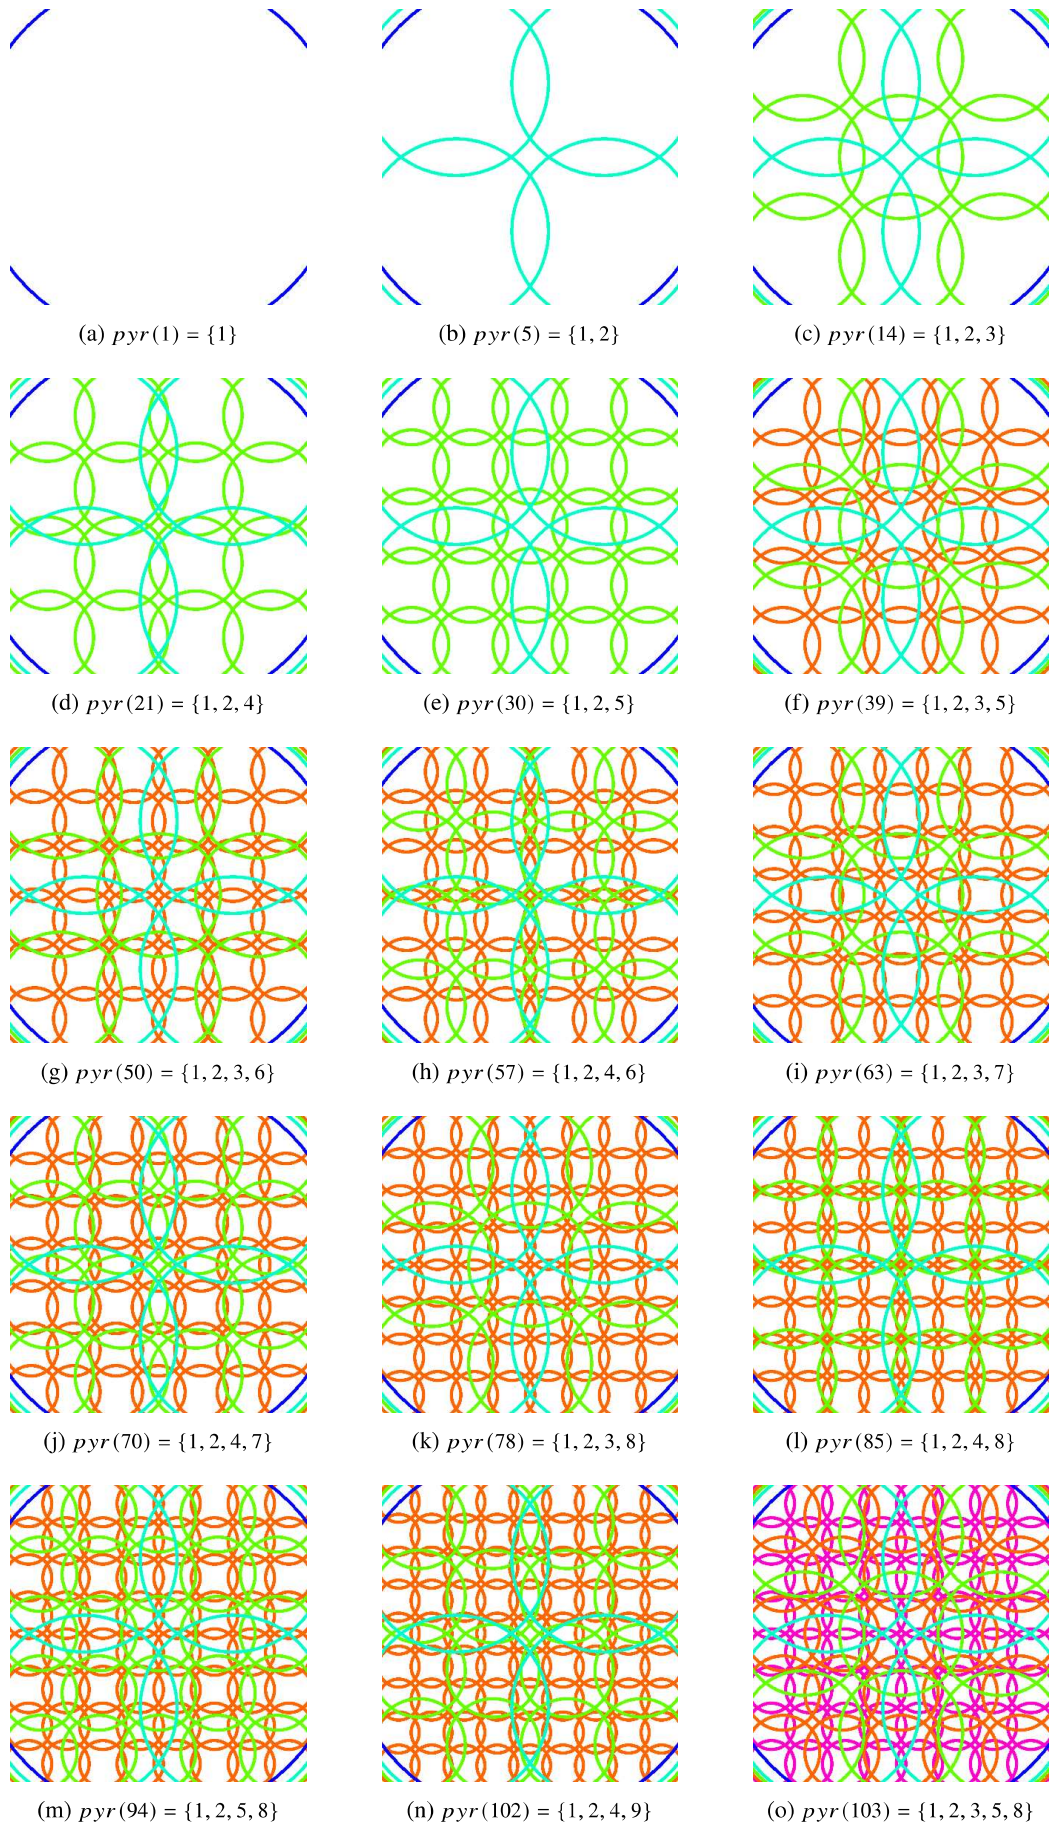 (a) pyr(1) = {1}
(b) pyr(5) = {1, 2}
(c) pyr(14) = {1, 2, 3}
(d) pyr(21) = {1, 2, 4}
(e) pyr(30) = {1, 2, 5}
(f) pyr(39) = {1, 2, 3, 5}
(g) pyr(50) = {1, 2, 3, 6}
(h) pyr(57) = {1, 2, 4, 6}
(i) pyr(63) = {1, 2, 3, 7}
(j) pyr(70) = {1, 2, 4, 7}
(k) pyr(78) = {1, 2, 3, 8}
(l) pyr(85) = {1, 2, 4, 8}
(m) pyr(94) = {1, 2, 5, 8}
(n) pyr(102) = {1, 2, 4, 9}
(o) pyr(103) = {1, 2, 3, 5, 8}